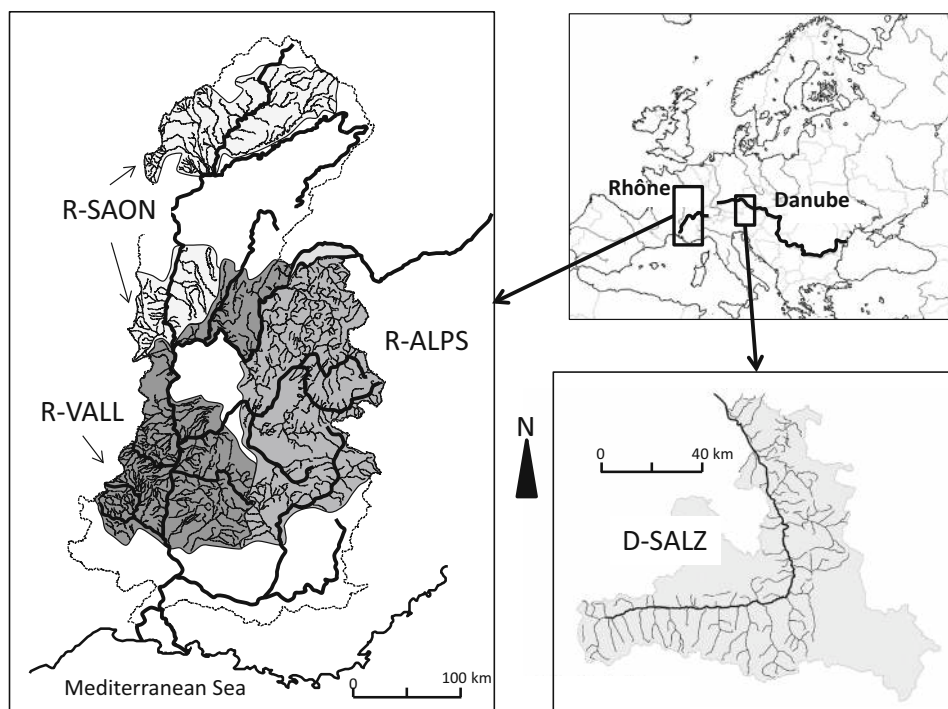 R-SAON
R-ALPS
R-VALL
Mediterranean Sea
0 100 km
Rhône
Danube
N
0 40 km
D-SALZ